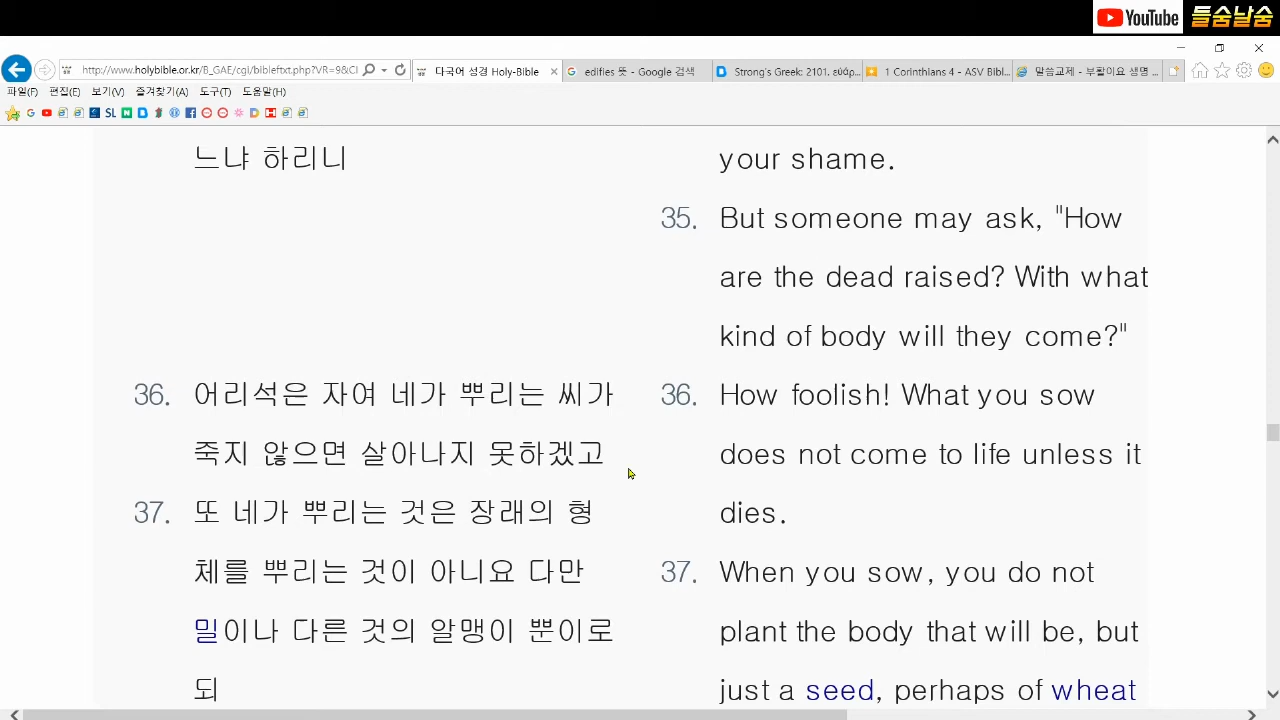 YouTube 들숨날숨
http://www.holybible.or.kr/B_GAE/cgi/bibleftxt.php?VR=9&CI
다국어 성경 Holy-Bible
edifies 뜻 - Google 검색
Strong's Greek: 2101. εὐάρ...
1 Corinthians 4 - ASV Bibl...
말씀교제 - 부활이요 생명 ...
파일(F) 편집(E) 보기(V) 즐겨찾기(A) 도구(T) 도움말(H)
느냐 하리니
your shame.
35. But someone may ask, "How
are the dead raised? With what
kind of body will they come?"
36. 어리석은 자여 네가 뿌리는 씨가
죽지 않으면 살아나지 못하겠고
36. How foolish! What you sow
does not come to life unless it
dies.
37. 또 네가 뿌리는 것은 장래의 형
체를 뿌리는 것이 아니요 다만
밀이나 다른 것의 알맹이 뿐이로
되
37. When you sow, you do not
plant the body that will be, but
just a seed, perhaps of wheat